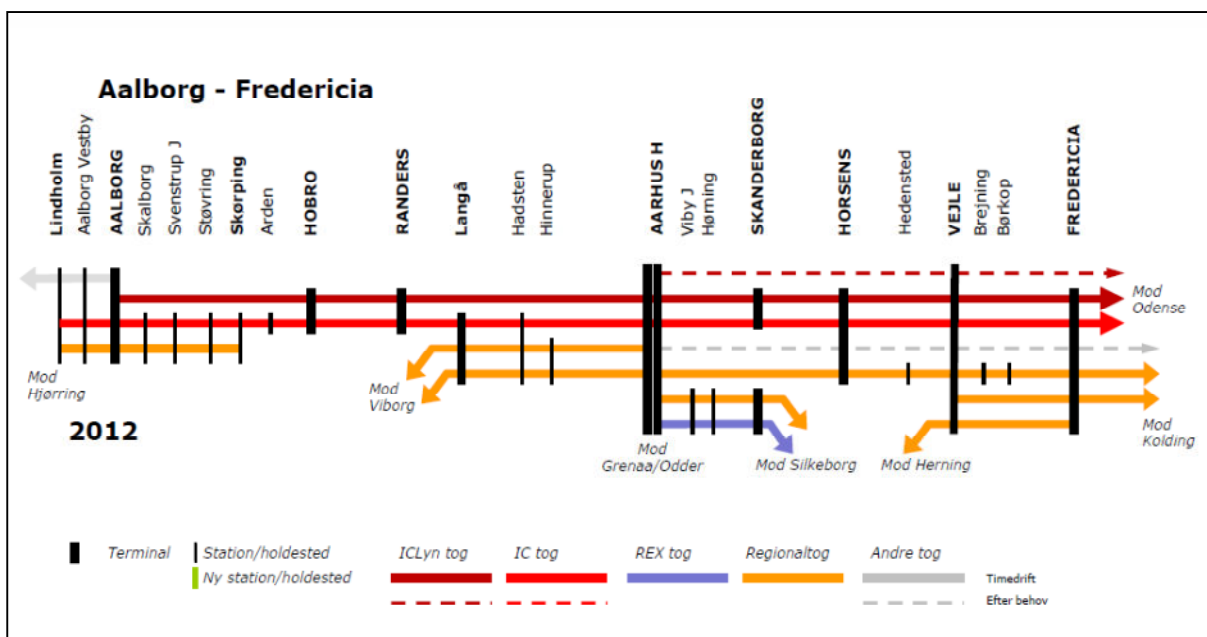 Aalborg - Fredericia
Lindholm
Aalborg Vestby
AALBORG
Skalborg
Svenstrup J
Støvring
Skørping
Arden
HOBRO
RANDERS
Langå
Hadsten
Hinnerup
AARHUS H
Viby J
Hørning
SKANDERBORG
HORSENS
Hedensted
VEJLE
Brejning
Børkop
FREDERICIA
Mod
Odense
Mod
Hjørring
Mod
Viborg
2012
Mod
Grenaa/Odder
Mod Silkeborg
Mod Herning
Mod
Kolding
Terminal
Station/holdested
Ny station/holdested
ICLyn tog
IC tog
REX tog
Regionaltog
Andre tog
Timedrift
Efter behov